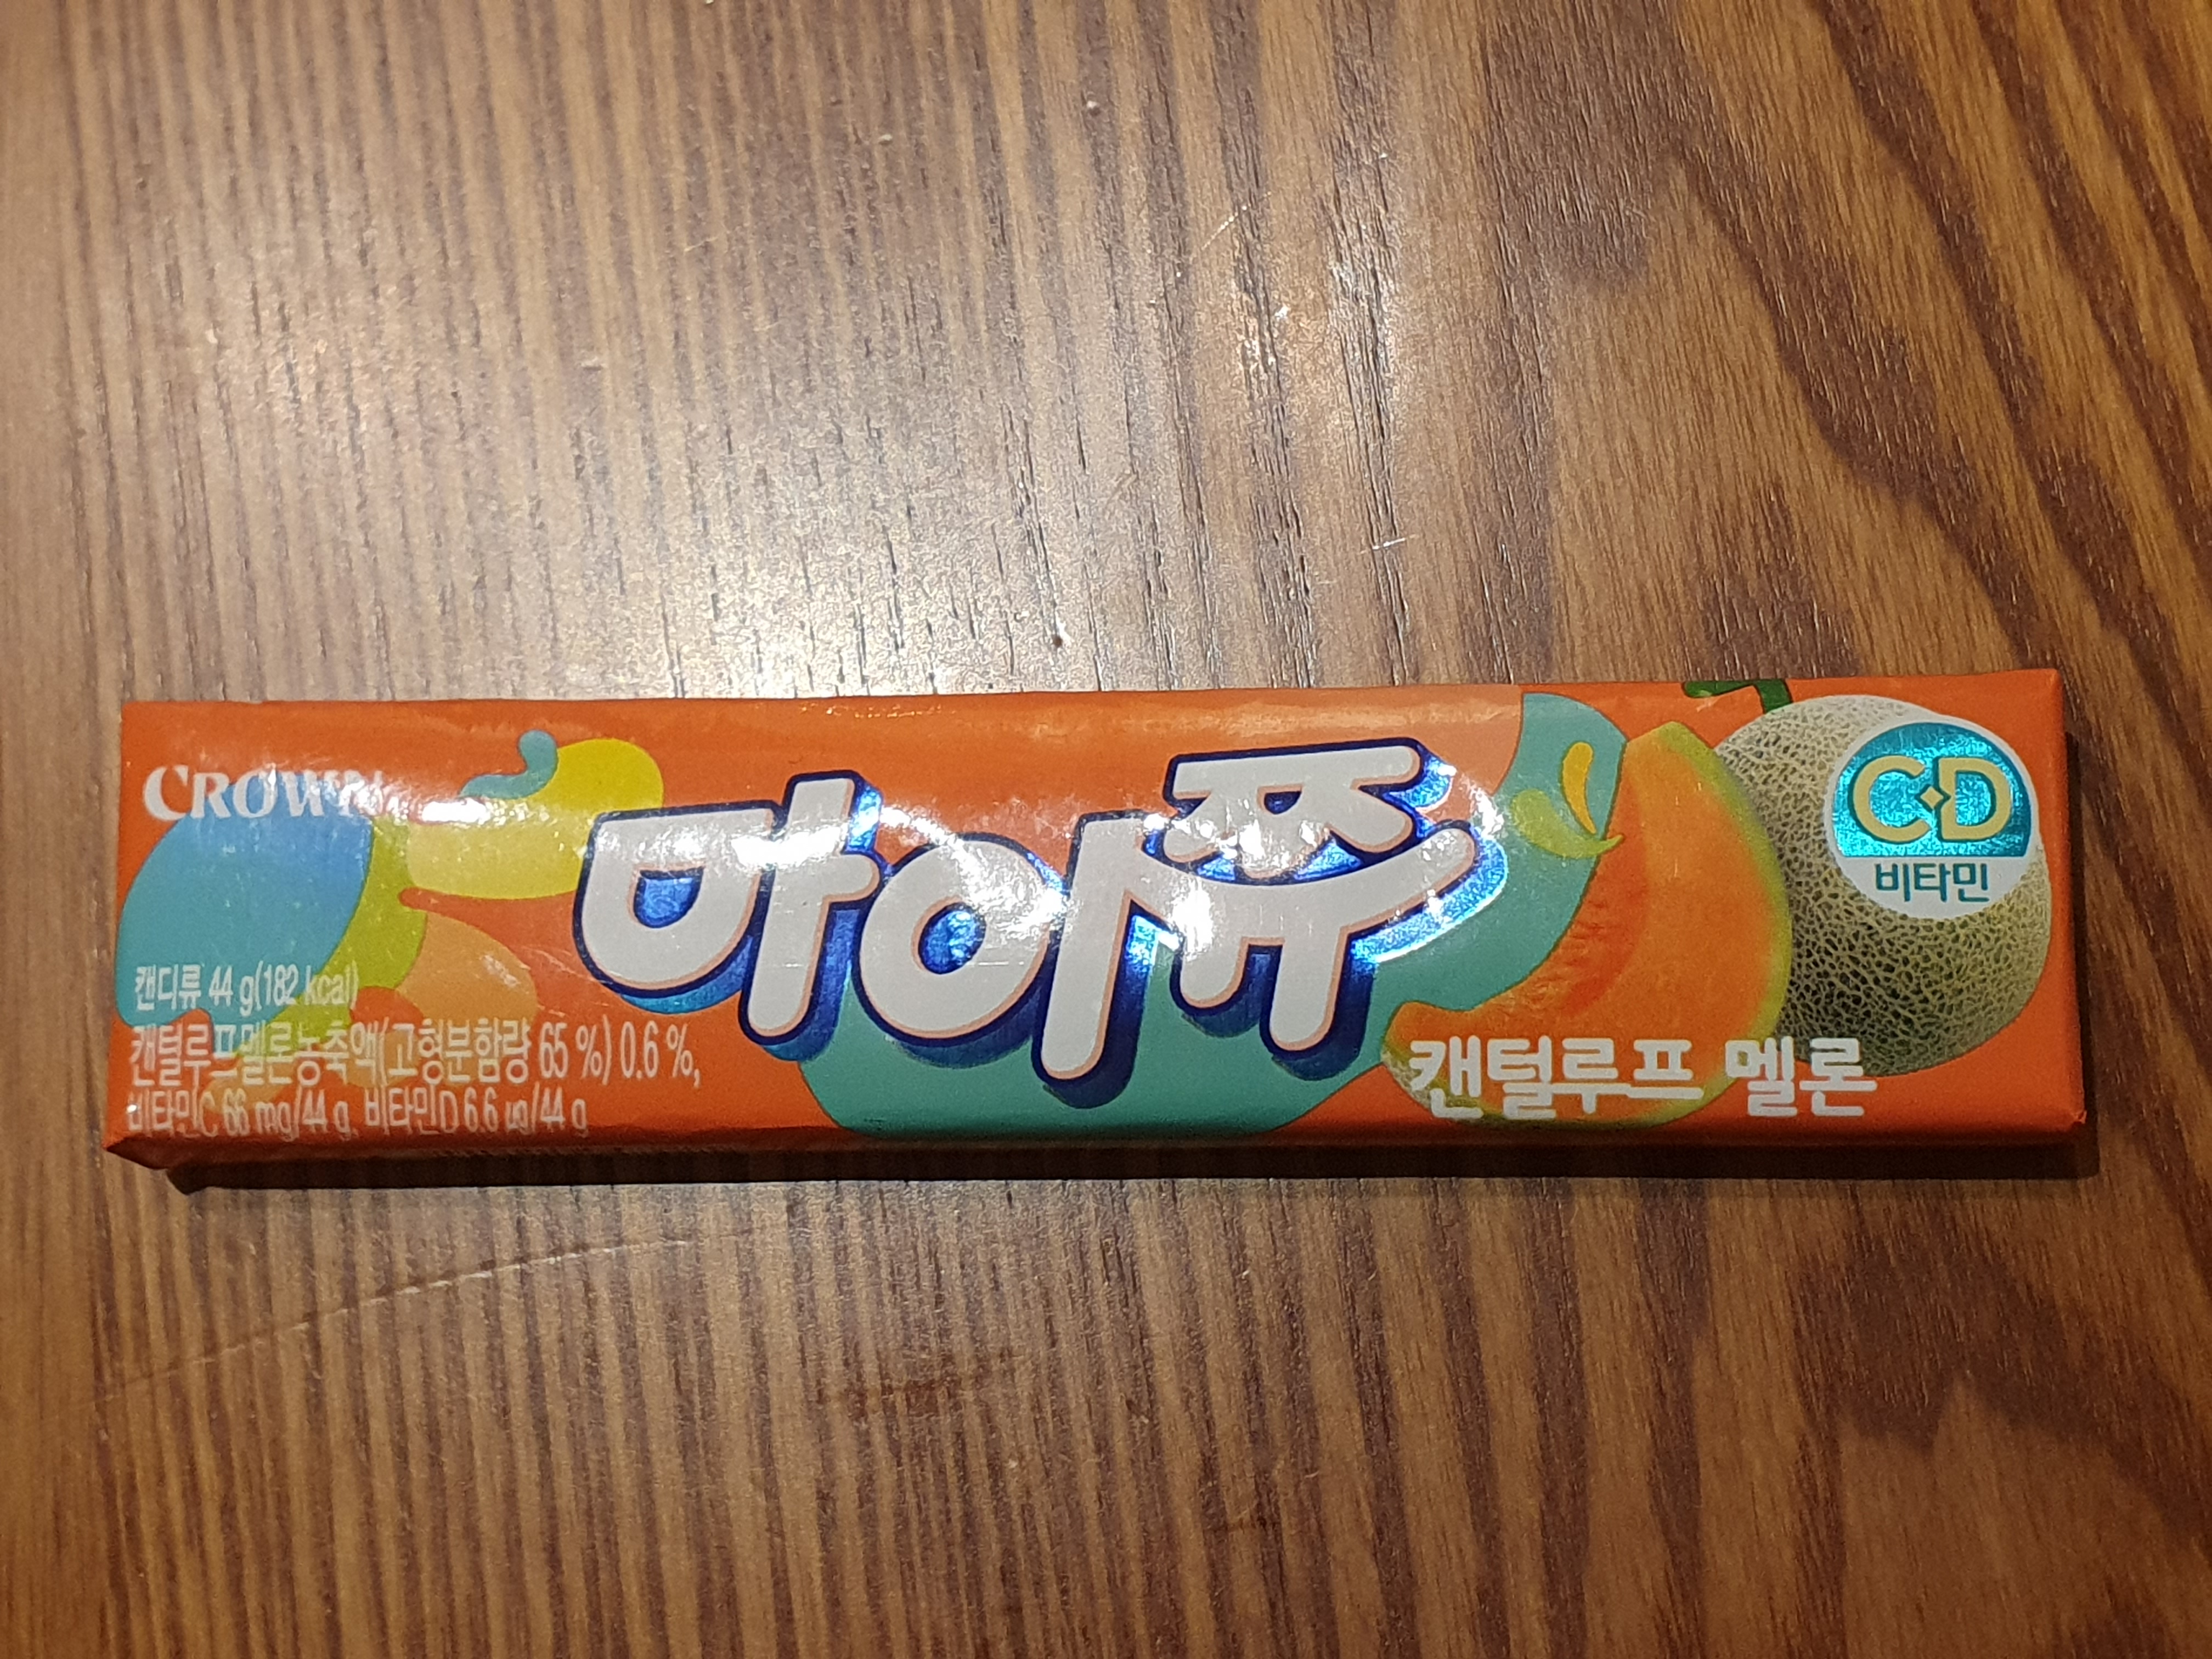 CROWN
마이쮸
C·D
비타민
캔디류 44 g(182 kcal)
캔털루프멜론농축액(고형분함량 65 %) 0.6 %,
비타민C 66 mg/44 g, 비타민D 6.6 μg/44 g
캔털루프 멜론